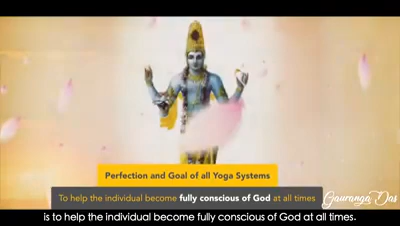 Perfection and Goal of all Yoga Systems
To help the individual become fully conscious of God at all times
Gauranga Das
is to help the individual become fully conscious of God at all times.